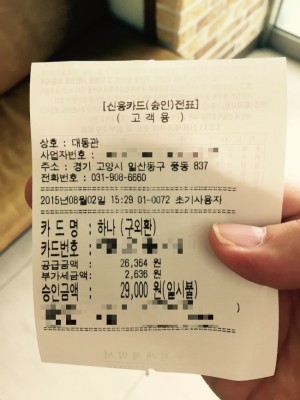 [신용카드(승인)전표]
( 고 객 용 )
상호 : 대동관
사업자번호 :
주소 : 경기 고양시 일산동구 풍동 837
전화번호 : 031-908-6660
2015년08월02일 15:29 01-0072 초기사용자
카 드 명 : 하나 (구외환)
카드번호 :
공급금액 : 26,364 원
부가세금액 : 2,636 원
승인금액 : 29,000 원(일시불)